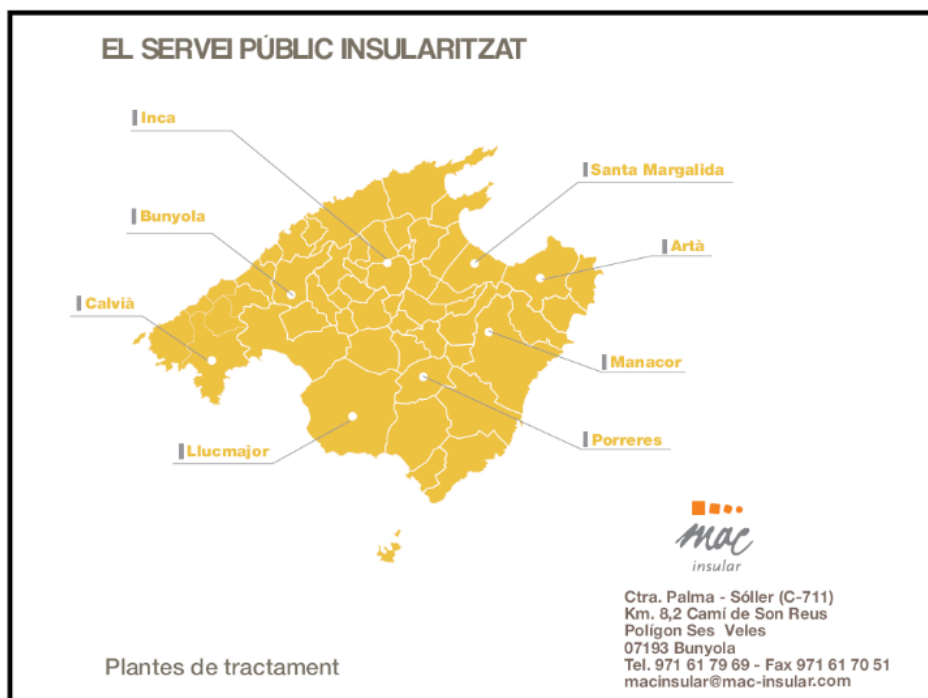 EL SERVEI PÚBLIC INSULARITZAT
Inca
Santa Margalida
Bunyola
Artà
Calvià
Manacor
Porreres
Llucmajor
mac
insular
Ctra. Palma - Sóller (C-711)
Km. 8,2 Camí de Son Reus
Polígon Ses Veles
07193 Bunyola
Tel. 971 61 79 69 - Fax 971 61 70 51
macinsular@mac-insular.com
Plantes de tractament